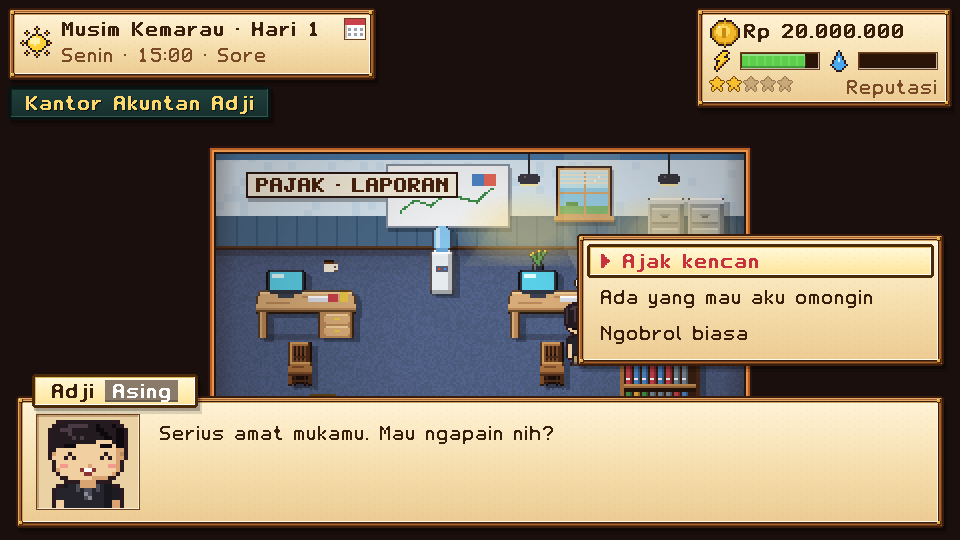 Musim Kemarau · Hari 1
Senin · 15:00 · Sore
Rp 20.000.000
Reputasi
Kantor Akuntan Adji
PAJAK · LAPORAN
Ajak kencan
Ada yang mau aku omongin
Ngobrol biasa
Adji Asing
Serius amat mukamu. Mau ngapain nih?